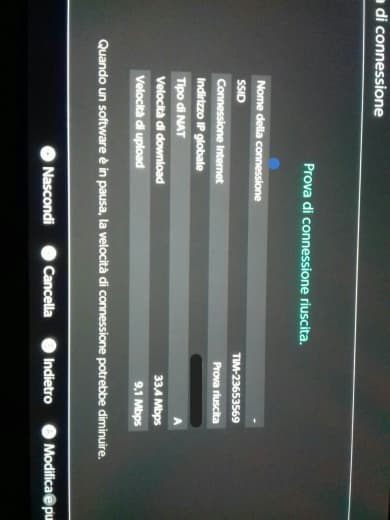 di connessione
Prova di connessione riuscita.
Nome della connessione -
SSID TIM-23653569
Connessione Internet Prova riuscita
Indirizzo IP globale
Tipo di NAT A
Velocità di download 33,4 Mbps
Velocità di upload 9,1 Mbps
Quando un software è in pausa, la velocità di connessione potrebbe diminuire.
Nascondi Cancella Indietro Modifica e pu